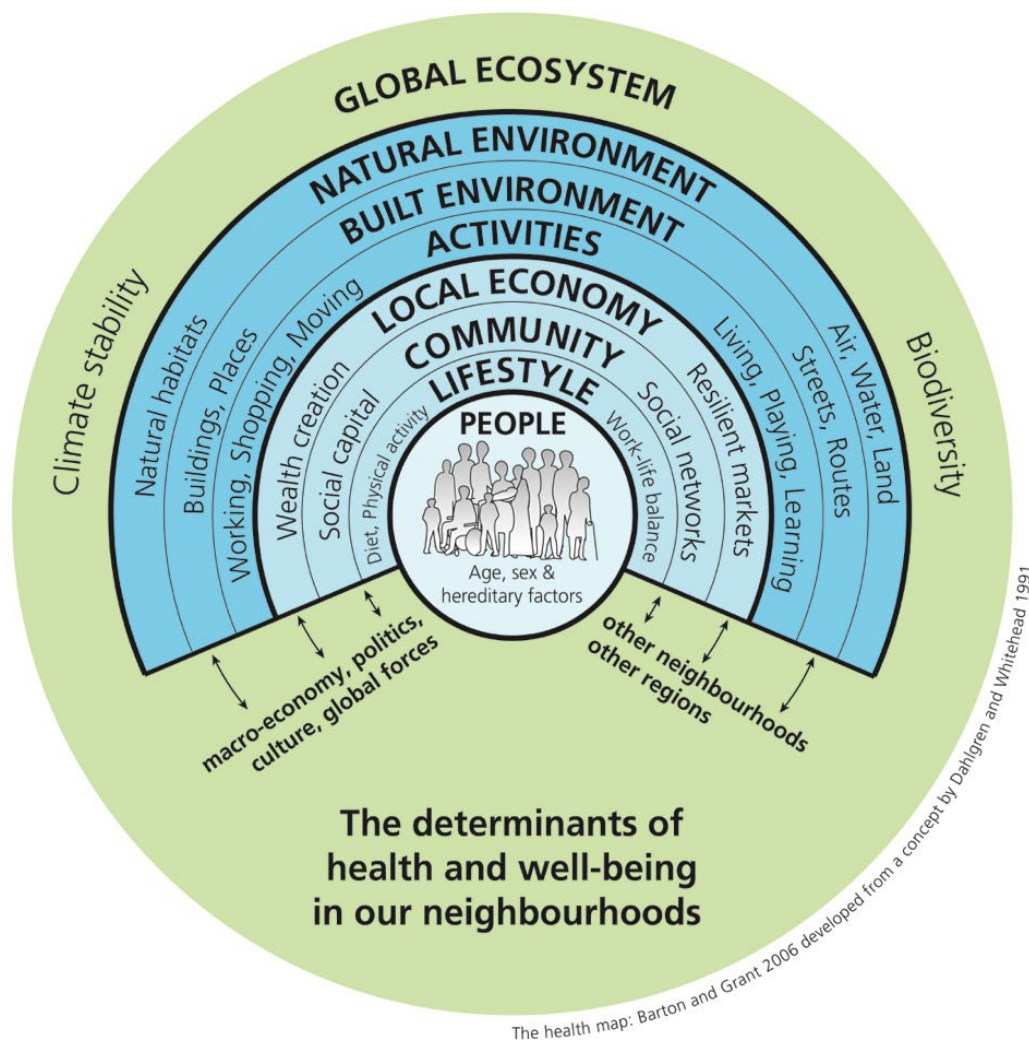 GLOBAL ECOSYSTEM
NATURAL ENVIRONMENT
BUILT ENVIRONMENT
ACTIVITIES
LOCAL ECONOMY
COMMUNITY
LIFESTYLE
PEOPLE
Age, sex &
hereditary factors
Climate stability
Natural habitats
Buildings, Places
Working, Shopping, Moving
Wealth creation
Social capital
Diet, Physical activity
Work-life balance
Social networks
Resilient markets
Living, Playing, Learning
Streets, Routes
Air, Water, Land
Biodiversity
macro-economy, politics,
culture, global forces
other neighbourhoods
other regions
The determinants of
health and well-being
in our neighbourhoods
The health map: Barton and Grant 2006 developed from a concept by Dahlgren and Whitehead 1991